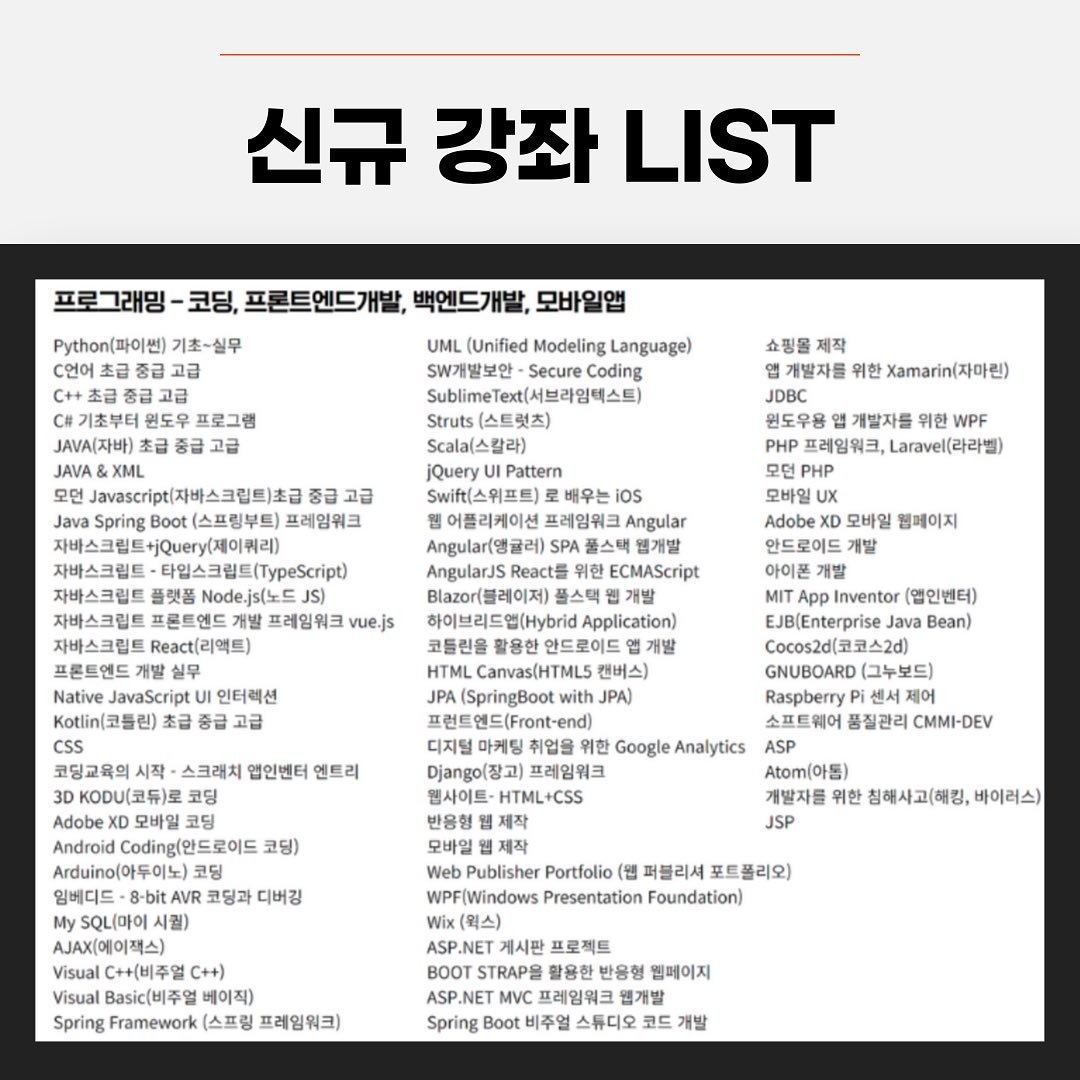 신규 강좌 LIST
프로그래밍 – 코딩, 프론트엔드개발, 백엔드개발, 모바일앱
Python(파이썬) 기초~실무
C언어 초급 중급 고급
C++ 초급 중급 고급
C# 기초부터 윈도우 프로그램
JAVA(자바) 초급 중급 고급
JAVA & XML
모던 Javascript(자바스크립트)초급 중급 고급
Java Spring Boot (스프링부트) 프레임워크
자바스크립트+jQuery(제이쿼리)
자바스크립트 - 타입스크립트(TypeScript)
자바스크립트 플랫폼 Node.js(노드 JS)
자바스크립트 프론트엔드 개발 프레임워크 vue.js
자바스크립트 React(리액트)
프론트엔드 개발 실무
Native JavaScript UI 인터렉션
Kotlin(코틀린) 초급 중급 고급
CSS
코딩교육의 시작 - 스크래치 앱인벤터 엔트리
3D KODU(코듀)로 코딩
Adobe XD 모바일 코딩
Android Coding(안드로이드 코딩)
Arduino(아두이노) 코딩
임베디드 - 8-bit AVR 코딩과 디버깅
My SQL(마이 시퀄)
AJAX(에이잭스)
Visual C++(비주얼 C++)
Visual Basic(비주얼 베이직)
Spring Framework (스프링 프레임워크)
UML (Unified Modeling Language)
SW개발보안 - Secure Coding
SublimeText(서브라임텍스트)
Struts (스트럿츠)
Scala(스칼라)
jQuery UI Pattern
Swift(스위프트) 로 배우는 iOS
웹 어플리케이션 프레임워크 Angular
Angular(앵귤러) SPA 풀스택 웹개발
AngularJS React를 위한 ECMAScript
Blazor(블레이저) 풀스택 웹 개발
하이브리드앱(Hybrid Application)
코틀린을 활용한 안드로이드 앱 개발
HTML Canvas(HTML5 캔버스)
JPA (SpringBoot with JPA)
프런트엔드(Front-end)
디지털 마케팅 취업을 위한 Google Analytics
Django(장고) 프레임워크
웹사이트- HTML+CSS
반응형 웹 제작
모바일 웹 제작
Web Publisher Portfolio (웹 퍼블리셔 포트폴리오)
WPF(Windows Presentation Foundation)
Wix (윅스)
ASP.NET 게시판 프로젝트
BOOT STRAP을 활용한 반응형 웹페이지
ASP.NET MVC 프레임워크 웹개발
Spring Boot 비주얼 스튜디오 코드 개발
쇼핑몰 제작
앱 개발자를 위한 Xamarin(자마린)
JDBC
윈도우용 앱 개발자를 위한 WPF
PHP 프레임워크, Laravel(라라벨)
모던 PHP
모바일 UX
Adobe XD 모바일 웹페이지
안드로이드 개발
아이폰 개발
MIT App Inventor (앱인벤터)
EJB(Enterprise Java Bean)
Cocos2d(코코스2d)
GNUBOARD (그누보드)
Raspberry Pi 센서 제어
소프트웨어 품질관리 CMMI-DEV
ASP
Atom(아톰)
개발자를 위한 침해사고(해킹, 바이러스)
JSP